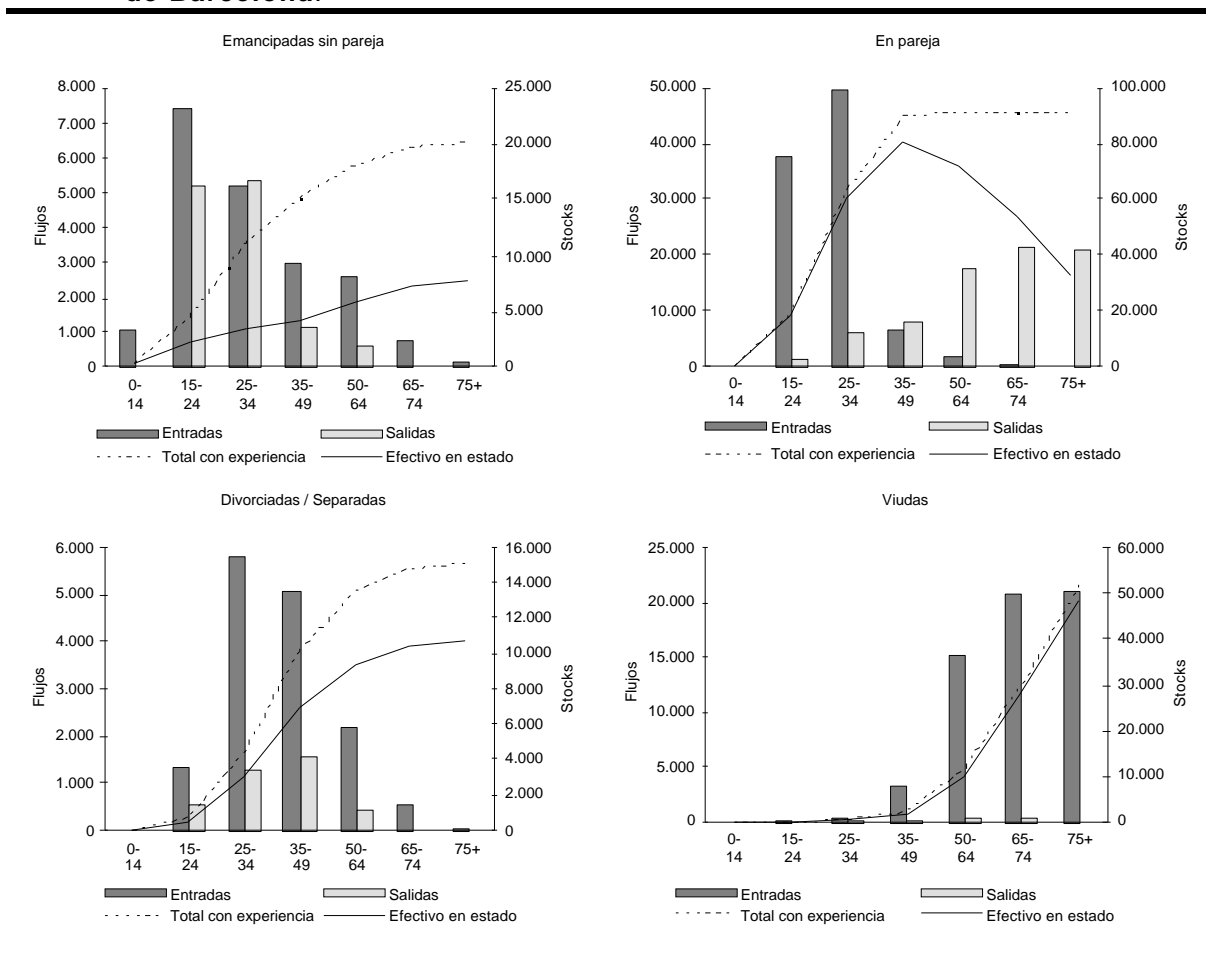 de Barcelona.
Emancipadas sin pareja
8.000
7.000
6.000
5.000
4.000
3.000
2.000
1.000
0
Flujos
25.000
20.000
15.000
10.000
5.000
0
Stocks
0-14
15-24
25-34
35-49
50-64
65-74
75+
Entradas
Salidas
Total con experiencia
Efectivo en estado
En pareja
50.000
40.000
30.000
20.000
10.000
0
Flujos
100.000
80.000
60.000
40.000
20.000
0
Stocks
0-14
15-24
25-34
35-49
50-64
65-74
75+
Entradas
Salidas
Total con experiencia
Efectivo en estado
Divorciadas / Separadas
6.000
5.000
4.000
3.000
2.000
1.000
0
Flujos
16.000
14.000
12.000
10.000
8.000
6.000
4.000
2.000
0
Stocks
0-14
15-24
25-34
35-49
50-64
65-74
75+
Entradas
Salidas
Total con experiencia
Efectivo en estado
Viudas
25.000
20.000
15.000
10.000
5.000
0
Flujos
60.000
50.000
40.000
30.000
20.000
10.000
0
Stocks
0-14
15-24
25-34
35-49
50-64
65-74
75+
Entradas
Salidas
Total con experiencia
Efectivo en estado